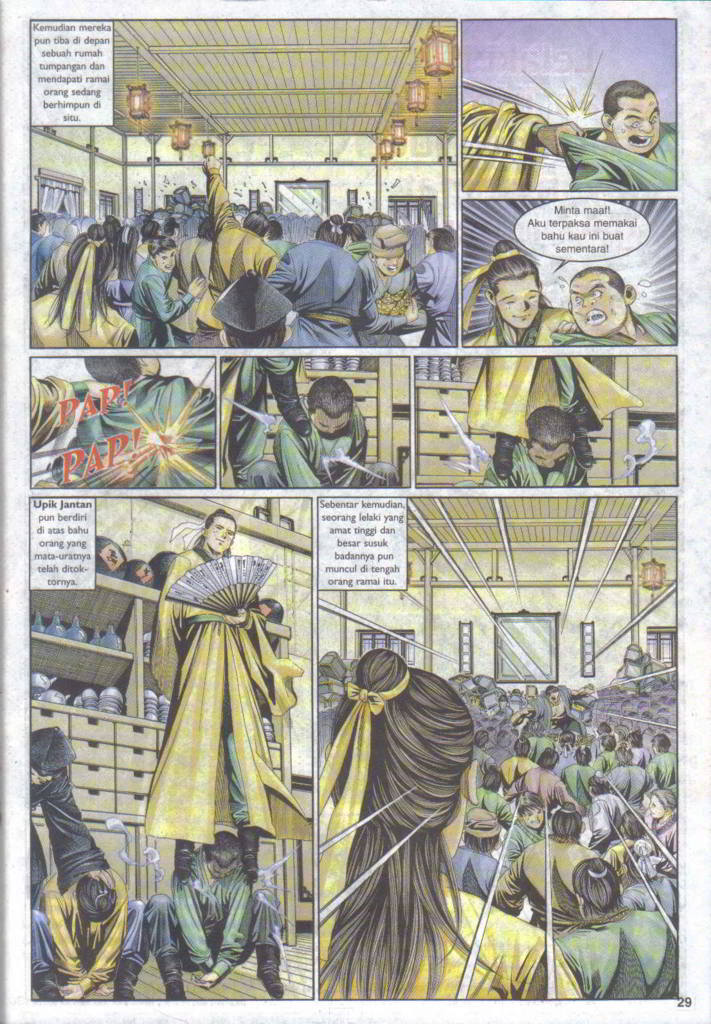 Kemudian mereka
pun tiba di depan
sebuah rumah
tumpangan dan
mendapati ramai
orang sedang
berhimpun di
situ.
Minta maaf!
Aku terpaksa memakai
bahu kau ini buat
sementara!
PAP!
PAP!
Upik Jantan
pun berdiri
di atas bahu
orang yang
mata-uratnya
telah ditok-
tornya.
Sebentar kemudian,
seorang lelaki yang
amat tinggi dan
besar susuk
badannya pun
muncul di tengah
orang ramai itu.
29